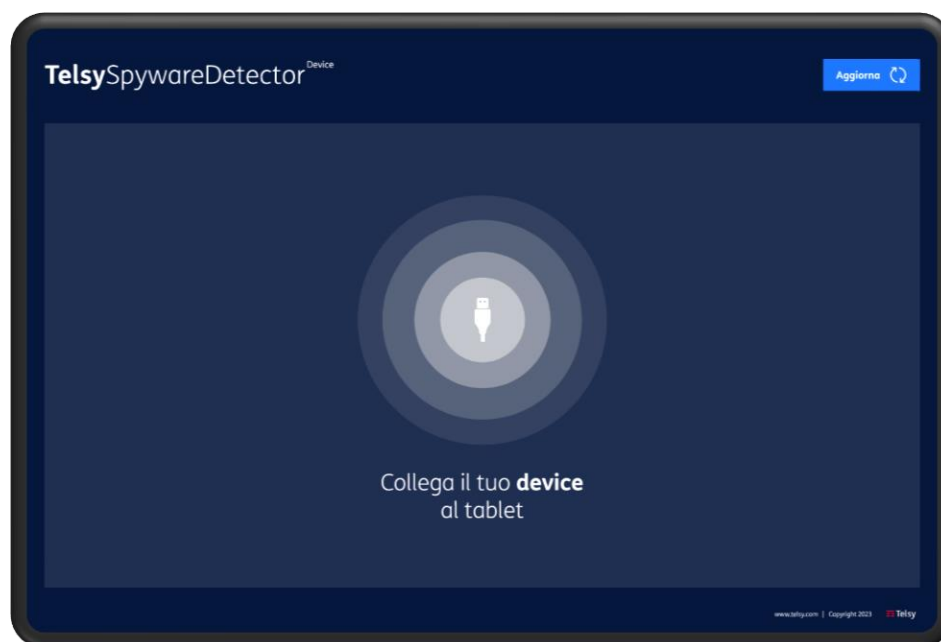 TelsySpywareDetector Device
Aggiorna
Collega il tuo device
al tablet
www.telsy.com | Copyright 2023 Telsy